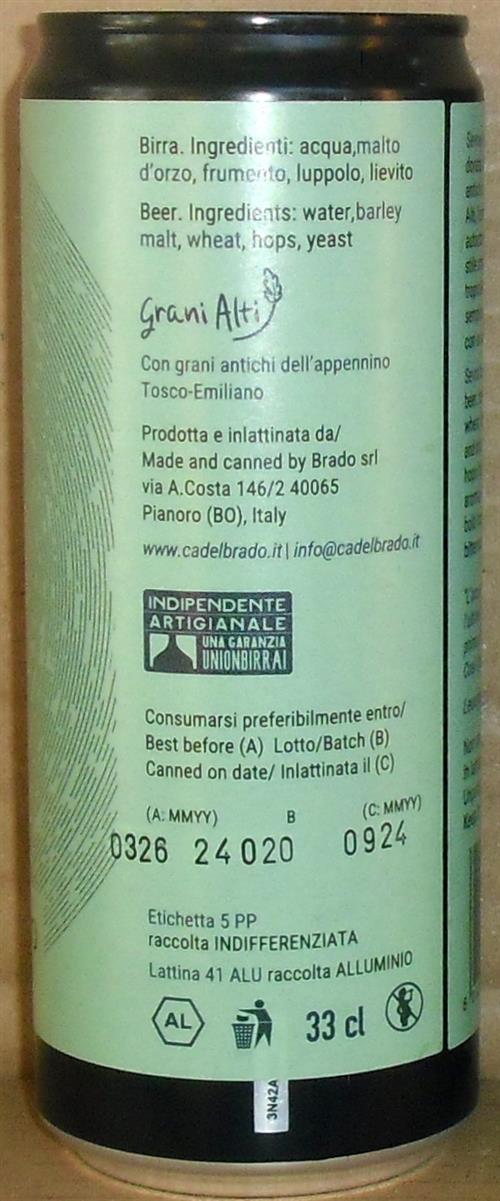 Birra. Ingredienti: acqua,malto
d'orzo, frumento, luppolo, lievito
Beer. Ingredients: water,barley
malt, wheat, hops, yeast
Grani Alti
Con grani antichi dell'appennino
Tosco-Emiliano
Prodotta e inlattinata da/
Made and canned by Brado srl
via A.Costa 146/2 40065
Pianoro (BO), Italy
www.cadelbrado.it | info@cadelbrado.it
INDIPENDENTE
ARTIGIANALE
UNA GARANZIA
UNIONBIRRAI
Consumarsi preferibilmente entro/
Best before (A) Lotto/Batch (B)
Canned on date/ Inlattinata il (C)
(A: MMYY) B (C: MMYY)
0326 24020 0924
Etichetta 5 PP
raccolta INDIFFERENZIATA
Lattina 41 ALU raccolta ALLUMINIO
AL 33 cl
3N42A